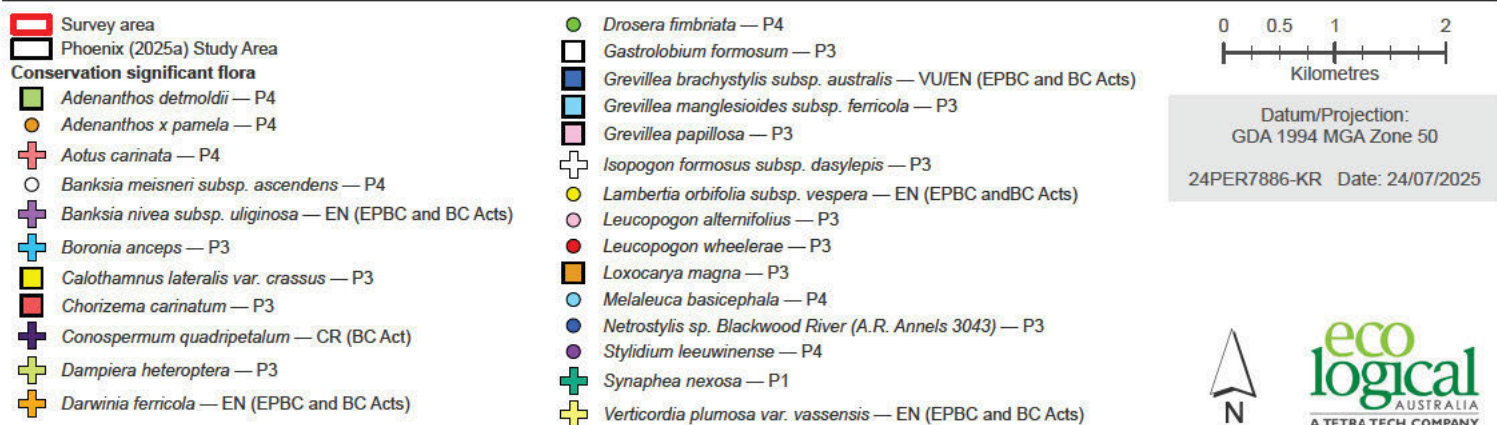 Survey area
Phoenix (2025a) Study Area
Conservation significant flora
Adenanthos detmoldii — P4
Adenanthos x pamela — P4
Aotus carinata — P4
Banksia meisneri subsp. ascendens — P4
Banksia nivea subsp. uliginosa — EN (EPBC and BC Acts)
Boronia anceps — P3
Calothamnus lateralis var. crassus — P3
Chorizema carinatum — P3
Conospermum quadripetalum — CR (BC Act)
Dampiera heteroptera — P3
Darwinia ferricola — EN (EPBC and BC Acts)
Drosera fimbriata — P4
Gastrolobium formosum — P3
Grevillea brachystylis subsp. australis — VU/EN (EPBC and BC Acts)
Grevillea manglesioides subsp. ferricola — P3
Grevillea papillosa — P3
Isopogon formosus subsp. dasylepis — P3
Lambertia orbifolia subsp. vespera — EN (EPBC andBC Acts)
Leucopogon alternifolius — P3
Leucopogon wheelerae — P3
Loxocarya magna — P3
Melaleuca basicephala — P4
Netrostylis sp. Blackwood River (A.R. Annels 3043) — P3
Stylidium leeuwinense — P4
Synaphea nexosa — P1
Verticordia plumosa var. vassensis — EN (EPBC and BC Acts)
0 0.5 1 2
Kilometres
Datum/Projection:
GDA 1994 MGA Zone 50
24PER7886-KR Date: 24/07/2025
N
eco
logical
AUSTRALIA
A TETRA TECH COMPANY